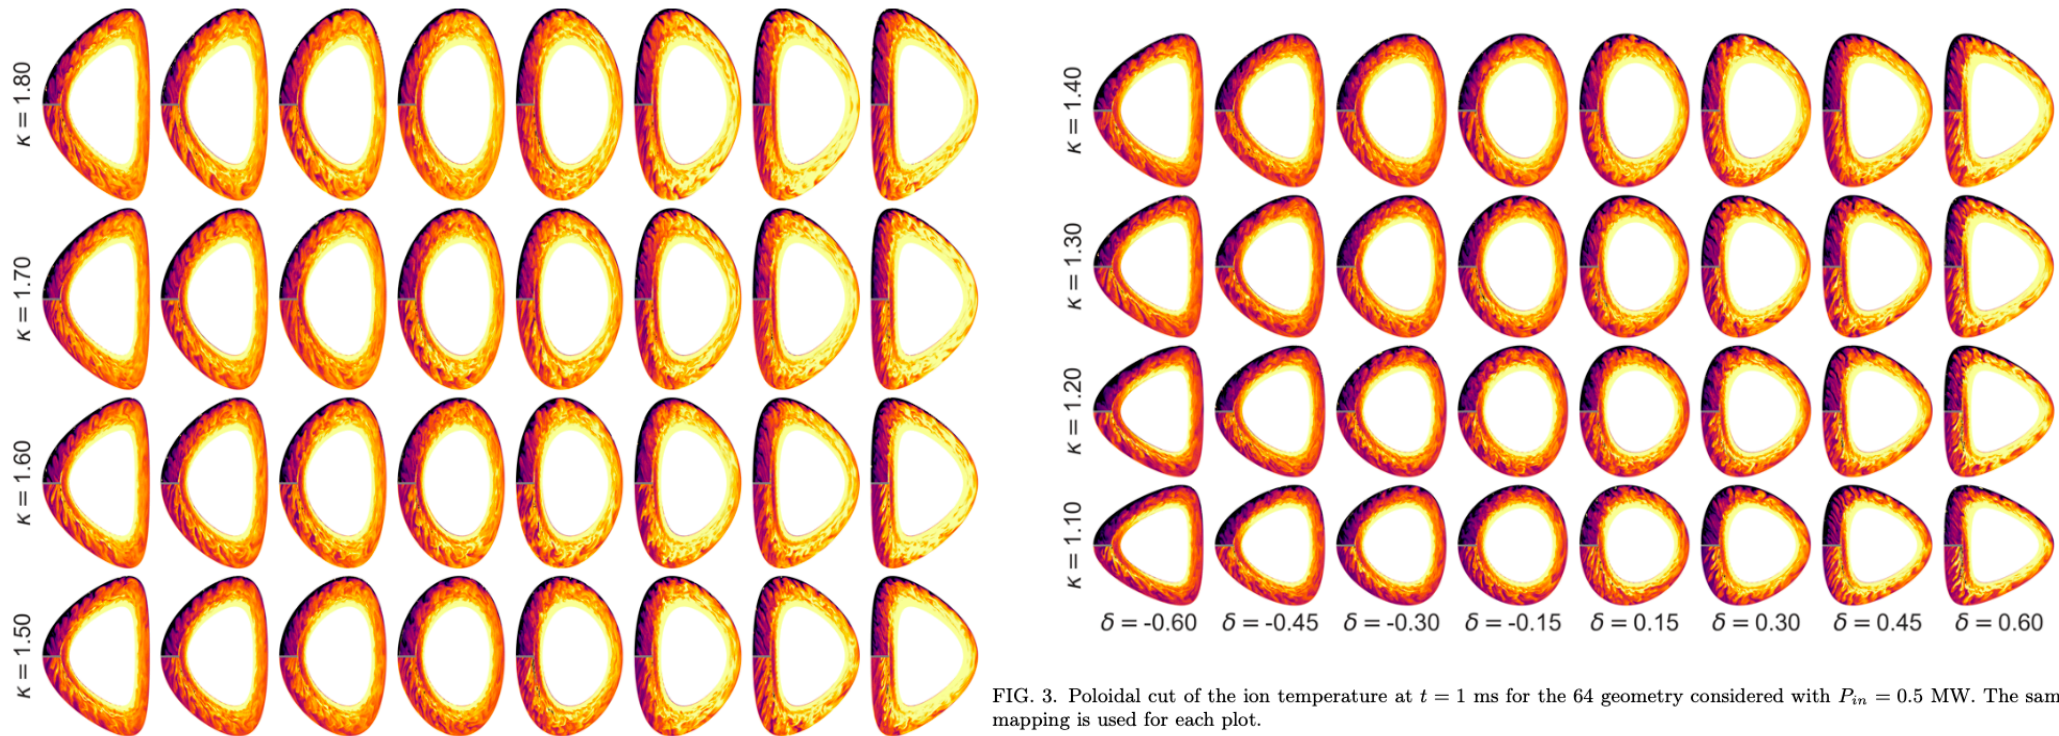 κ = 1.80
κ = 1.70
κ = 1.60
κ = 1.50
κ = 1.40
κ = 1.30
κ = 1.20
κ = 1.10
δ = -0.60 δ = -0.45 δ = -0.30 δ = -0.15 δ = 0.15 δ = 0.30 δ = 0.45 δ = 0.60
FIG. 3. Poloidal cut of the ion temperature at t = 1 ms for the 64 geometry considered with P_in = 0.5 MW. The sam
mapping is used for each plot.